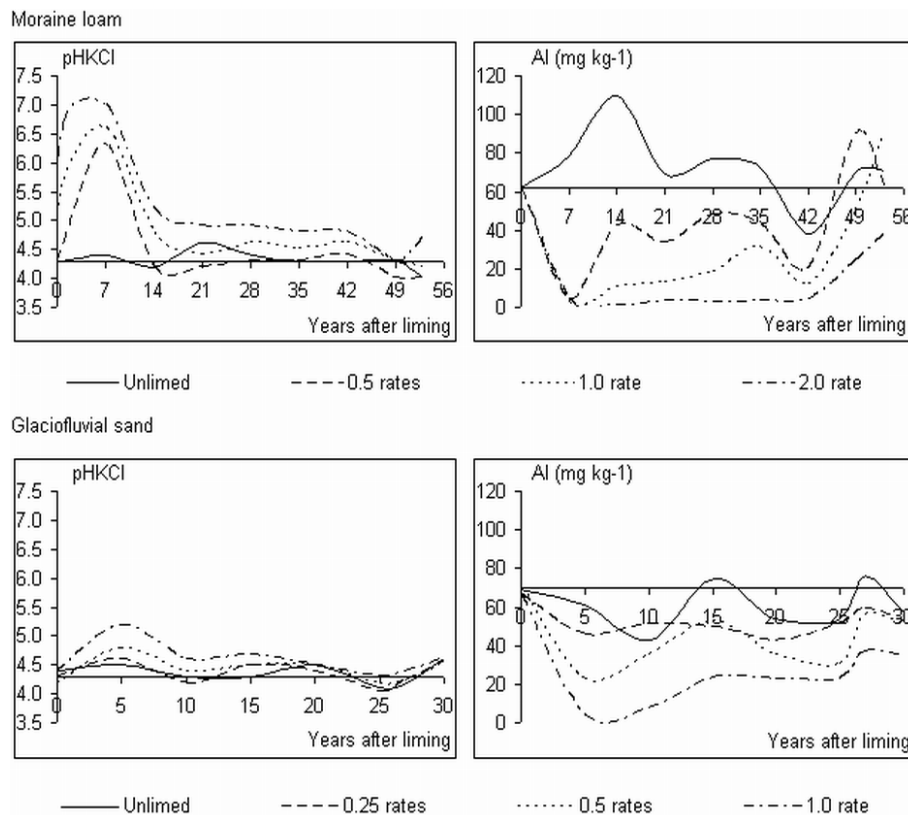 Moraine loam
pHKCl
7.5
7.0
6.5
6.0
5.5
5.0
4.5
4.0
3.5
0 7 14 21 28 35 42 49 56
Years after liming
Al (mg kg-1)
120
100
80
60
40
20
0
0 7 14 21 28 35 42 49 56
Years after liming
Unlimed 0.5 rates 1.0 rate 2.0 rate
Glaciofluvial sand
pHKCl
7.5
7.0
6.5
6.0
5.5
5.0
4.5
4.0
3.5
0 5 10 15 20 25 30
Years after liming
Al (mg kg-1)
120
100
80
60
40
20
0
0 5 10 15 20 25 30
Years after liming
Unlimed 0.25 rates 0.5 rates 1.0 rate